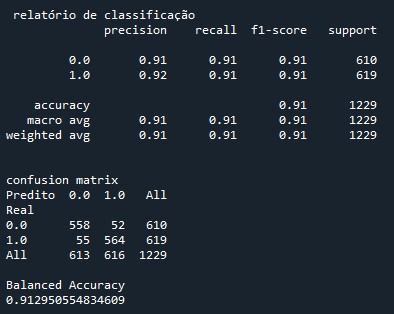 relatório de classificação
precision recall f1-score support
0.0 0.91 0.91 0.91 610
1.0 0.92 0.91 0.91 619
accuracy 0.91 1229
macro avg 0.91 0.91 0.91 1229
weighted avg 0.91 0.91 0.91 1229
confusion matrix
Predito 0.0 1.0 All
Real
0.0 558 52 610
1.0 55 564 619
All 613 616 1229
Balanced Accuracy
0.912950554834609